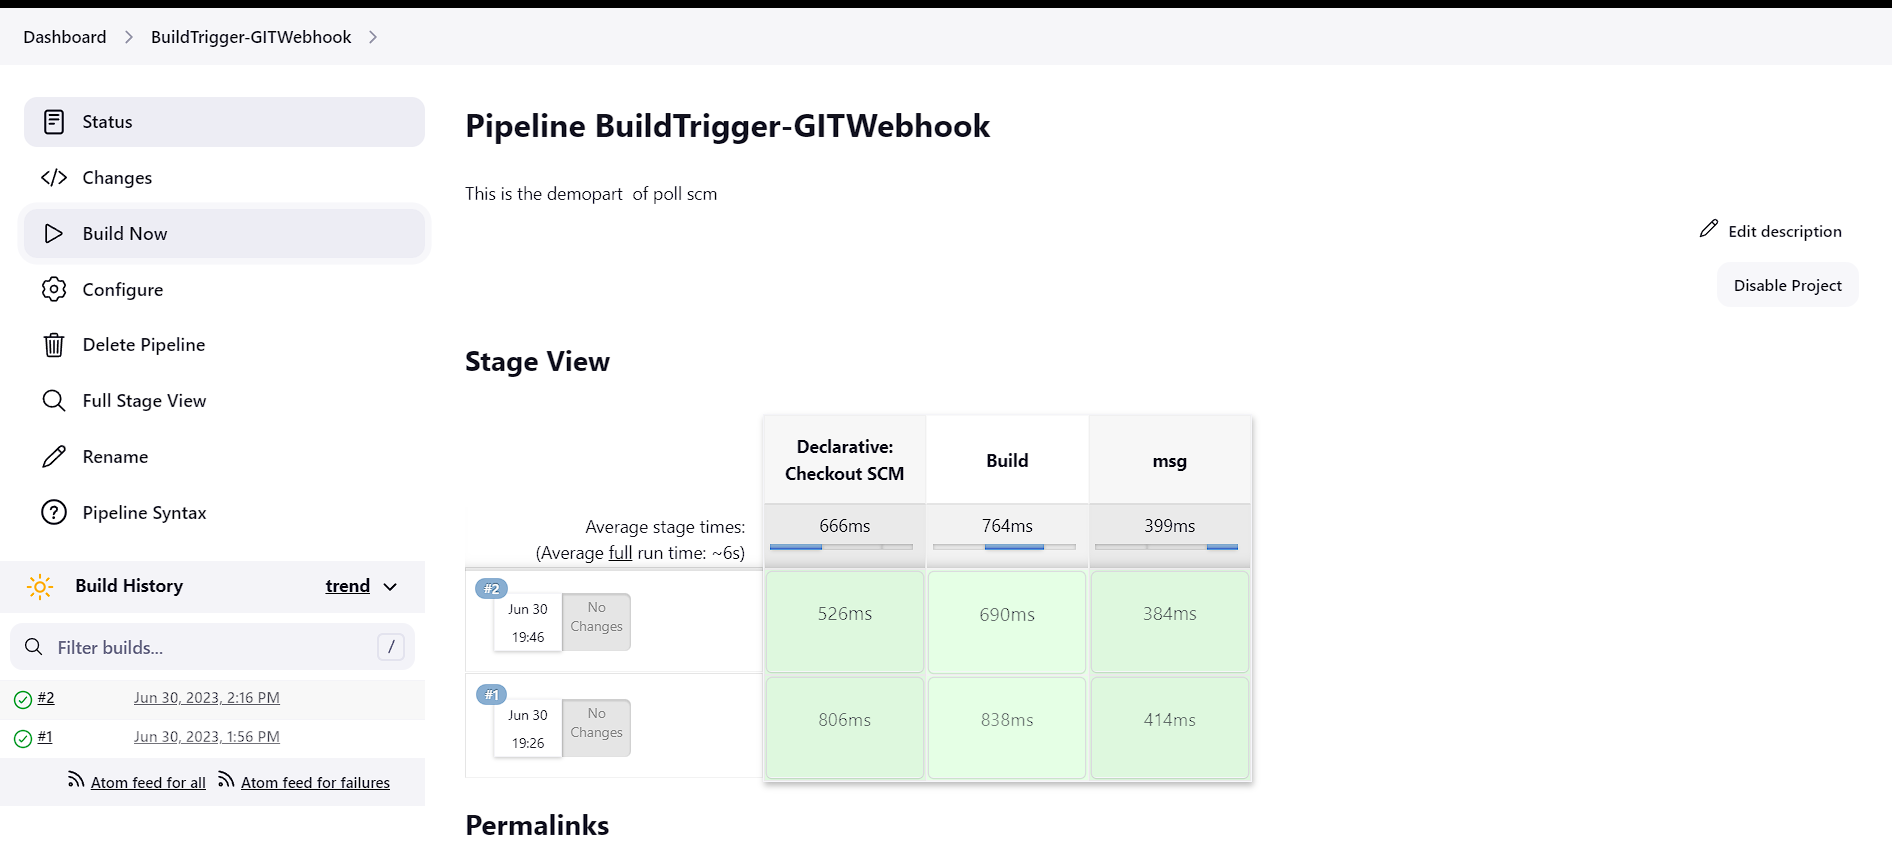 Dashboard > BuildTrigger-GITWebhook >
Status
Changes
Build Now
Configure
Delete Pipeline
Full Stage View
Rename
Pipeline Syntax
Build History trend
Filter builds... /
#2 Jun 30, 2023, 2:16 PM
#1 Jun 30, 2023, 1:56 PM
Atom feed for all Atom feed for failures
Pipeline BuildTrigger-GITWebhook
This is the demopart  of poll scm
Edit description
Disable Project
Stage View
Declarative:
Checkout SCM
Build
msg
Average stage times:
(Average full run time: ~6s)
666ms 764ms 399ms
#2
Jun 30
19:46
No
Changes
526ms 690ms 384ms
#1
Jun 30
19:26
No
Changes
806ms 838ms 414ms
Permalinks